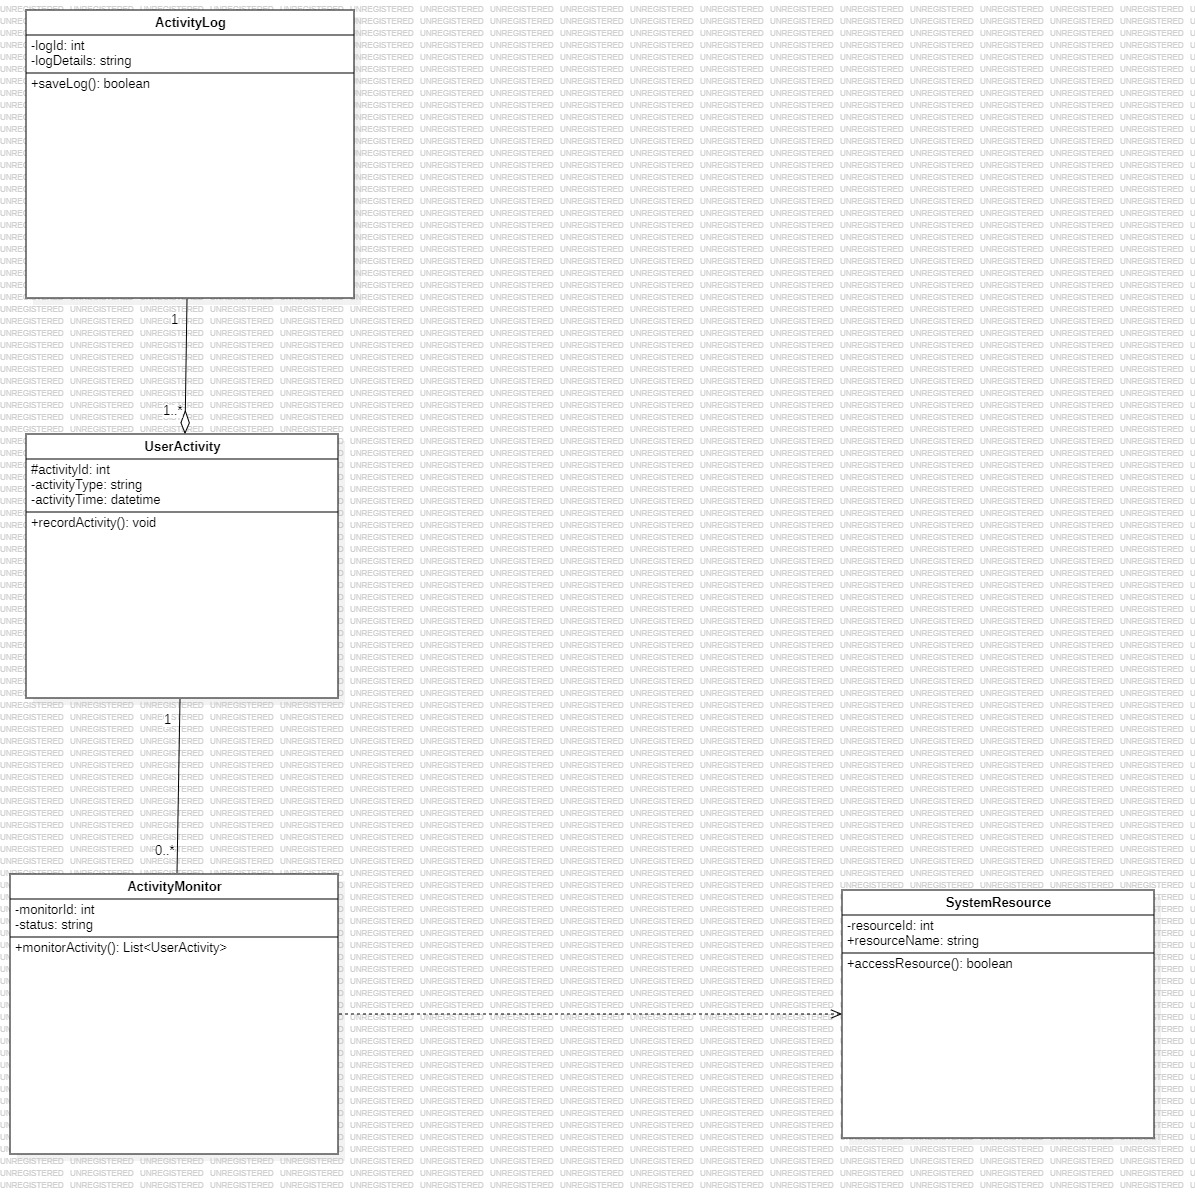 ActivityLog
-logId: int
-logDetails: string
+saveLog(): boolean
1
1..*
UserActivity
#activityId: int
-activityType: string
-activityTime: datetime
+recordActivity(): void
1
0..*
ActivityMonitor
-monitorId: int
-status: string
+monitorActivity(): List<UserActivity>
SystemResource
-resourceId: int
+resourceName: string
+accessResource(): boolean
UNREGISTERED